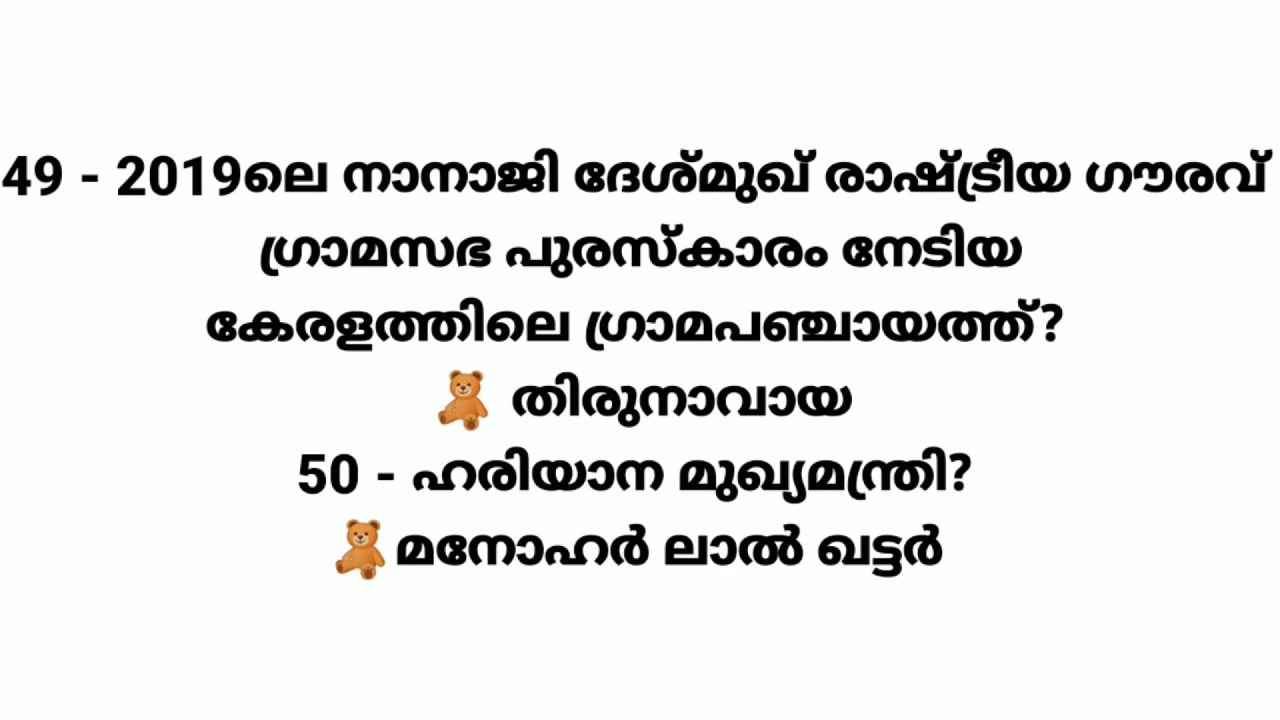 49 - 2019ലെ നാനാജി ദേശ്മുഖ് രാഷ്ട്രീയ ഗൗരവ്
ഗ്രാമസഭ പുരസ്കാരം നേടിയ
കേരളത്തിലെ ഗ്രാമപഞ്ചായത്ത്?
🧸 തിരുനാവായ
50 - ഹരിയാന മുഖ്യമന്ത്രി?
🧸മനോഹർ ലാൽ ഖട്ടർ